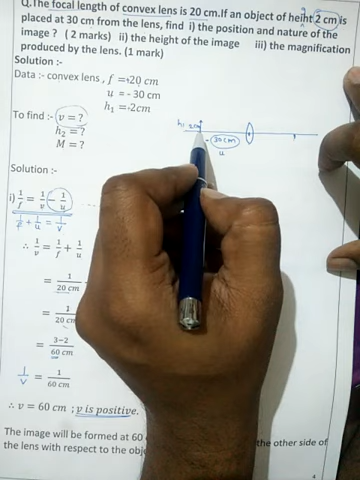 Q.The focal length of convex lens is 20 cm.If an object of height 2 cm is
placed at 30 cm from the lens, find i) the position and nature of the
image ? ( 2 marks) ii) the height of the image iii) the magnification
produced by the lens. (1 mark)
Solution :-
Data :- convex lens , f = +20 cm
u = - 30 cm
h₁ = +2cm
To find :- v = ?
h₂ = ?
M = ?
h₁ 2cm
- 30 cm
u
Solution :-
i) 1/f = 1/v - 1/u
1/f + 1/u = 1/v
∴ 1/v = 1/f + 1/u
= 1/20 cm
= 1/20 cm
= 3−2/60 cm
1/v = 1/60 cm
∴ v = 60 cm ; v is positive.
The image will be formed at 60 the other side of
the lens with respect to the
4